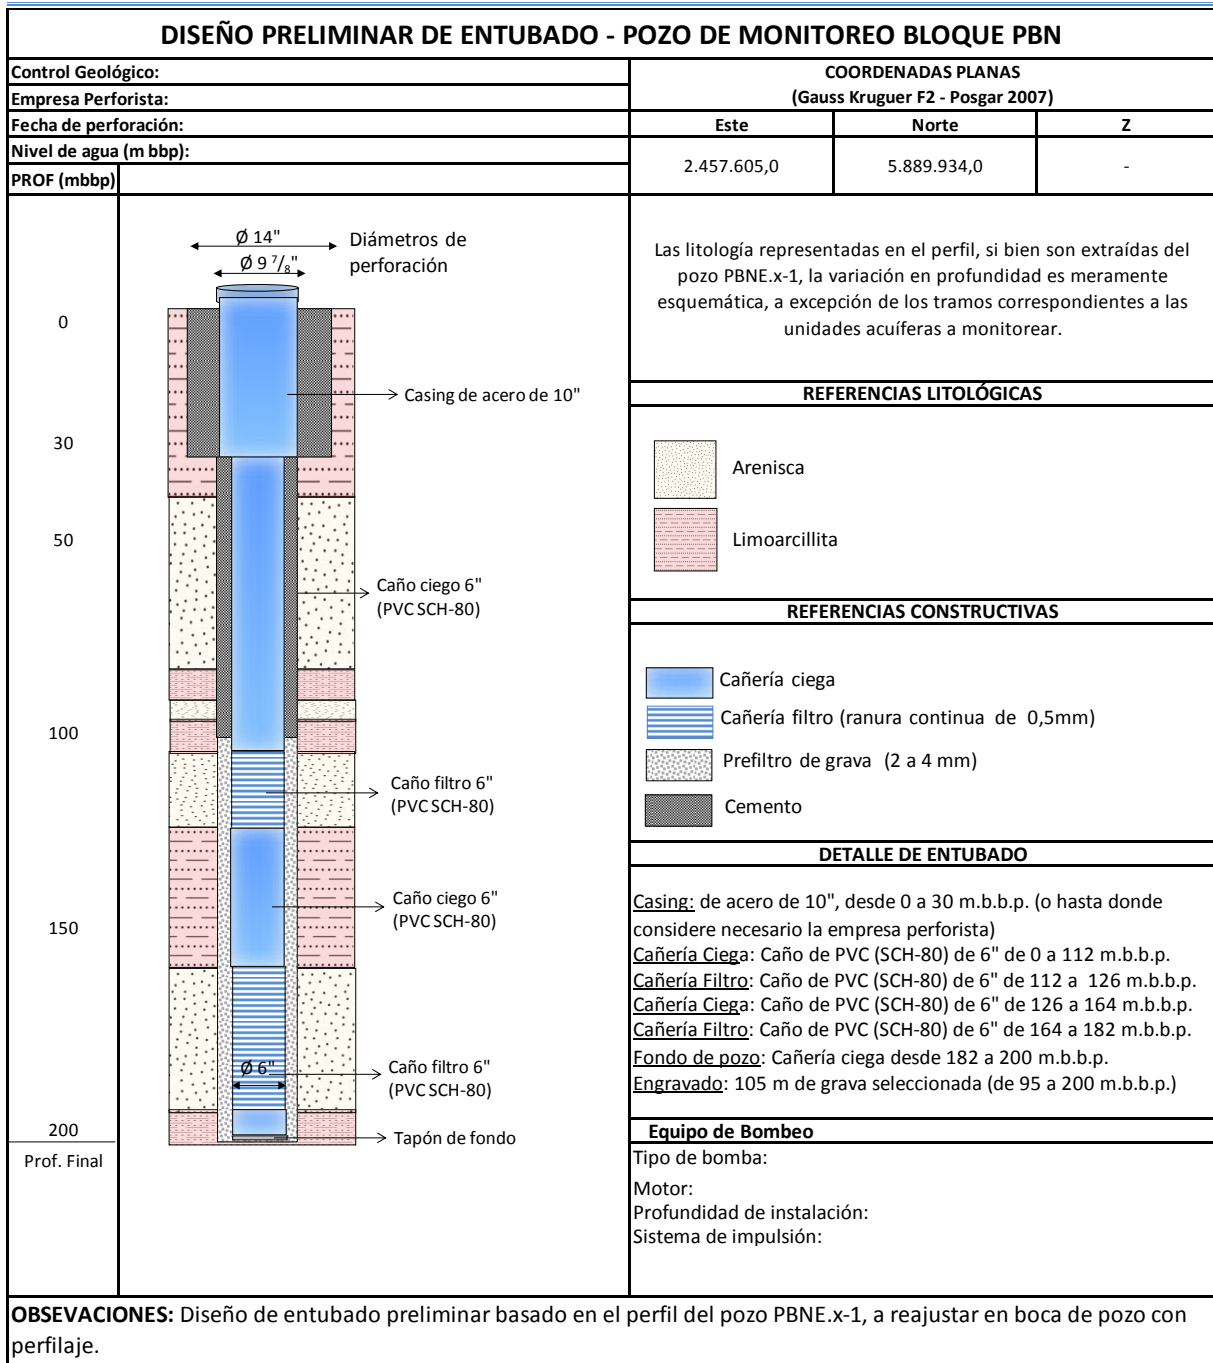 DISEÑO PRELIMINAR DE ENTUBADO - POZO DE MONITOREO BLOQUE PBN
Control Geológico:
Empresa Perforista:
Fecha de perforación:
Nivel de agua (m bbp):
PROF (mbbp)
COORDENADAS PLANAS
(Gauss Kruguer F2 - Posgar 2007)
Este
Norte
Z
2.457.605,0
5.889.934,0
-
0
30
50
100
150
200
Prof. Final
Ø 14"
Ø 9 7/8"
Diámetros de
perforación
Casing de acero de 10"
Caño ciego 6"
(PVC SCH-80)
Caño filtro 6"
(PVC SCH-80)
Caño ciego 6"
(PVC SCH-80)
Ø 6"
Caño filtro 6"
(PVC SCH-80)
Tapón de fondo
Las litología representadas en el perfil, si bien son extraídas del
pozo PBNE.x-1, la variación en profundidad es meramente
esquemática, a excepción de los tramos correspondientes a las
unidades acuíferas a monitorear.
REFERENCIAS LITOLÓGICAS
Arenisca
Limoarcillita
REFERENCIAS CONSTRUCTIVAS
Cañería ciega
Cañería filtro (ranura continua de 0,5mm)
Prefiltro de grava (2 a 4 mm)
Cemento
DETALLE DE ENTUBADO
Casing: de acero de 10", desde 0 a 30 m.b.b.p. (o hasta donde
considere necesario la empresa perforista)
Cañería Ciega: Caño de PVC (SCH-80) de 6" de 0 a 112 m.b.b.p.
Cañería Filtro: Caño de PVC (SCH-80) de 6" de 112 a 126 m.b.b.p.
Cañería Ciega: Caño de PVC (SCH-80) de 6" de 126 a 164 m.b.b.p.
Cañería Filtro: Caño de PVC (SCH-80) de 6" de 164 a 182 m.b.b.p.
Fondo de pozo: Cañería ciega desde 182 a 200 m.b.b.p.
Engravado: 105 m de grava seleccionada (de 95 a 200 m.b.b.p.)
Equipo de Bombeo
Tipo de bomba:
Motor:
Profundidad de instalación:
Sistema de impulsión:
OBSEVACIONES: Diseño de entubado preliminar basado en el perfil del pozo PBNE.x-1, a reajustar en boca de pozo con
perfilaje.